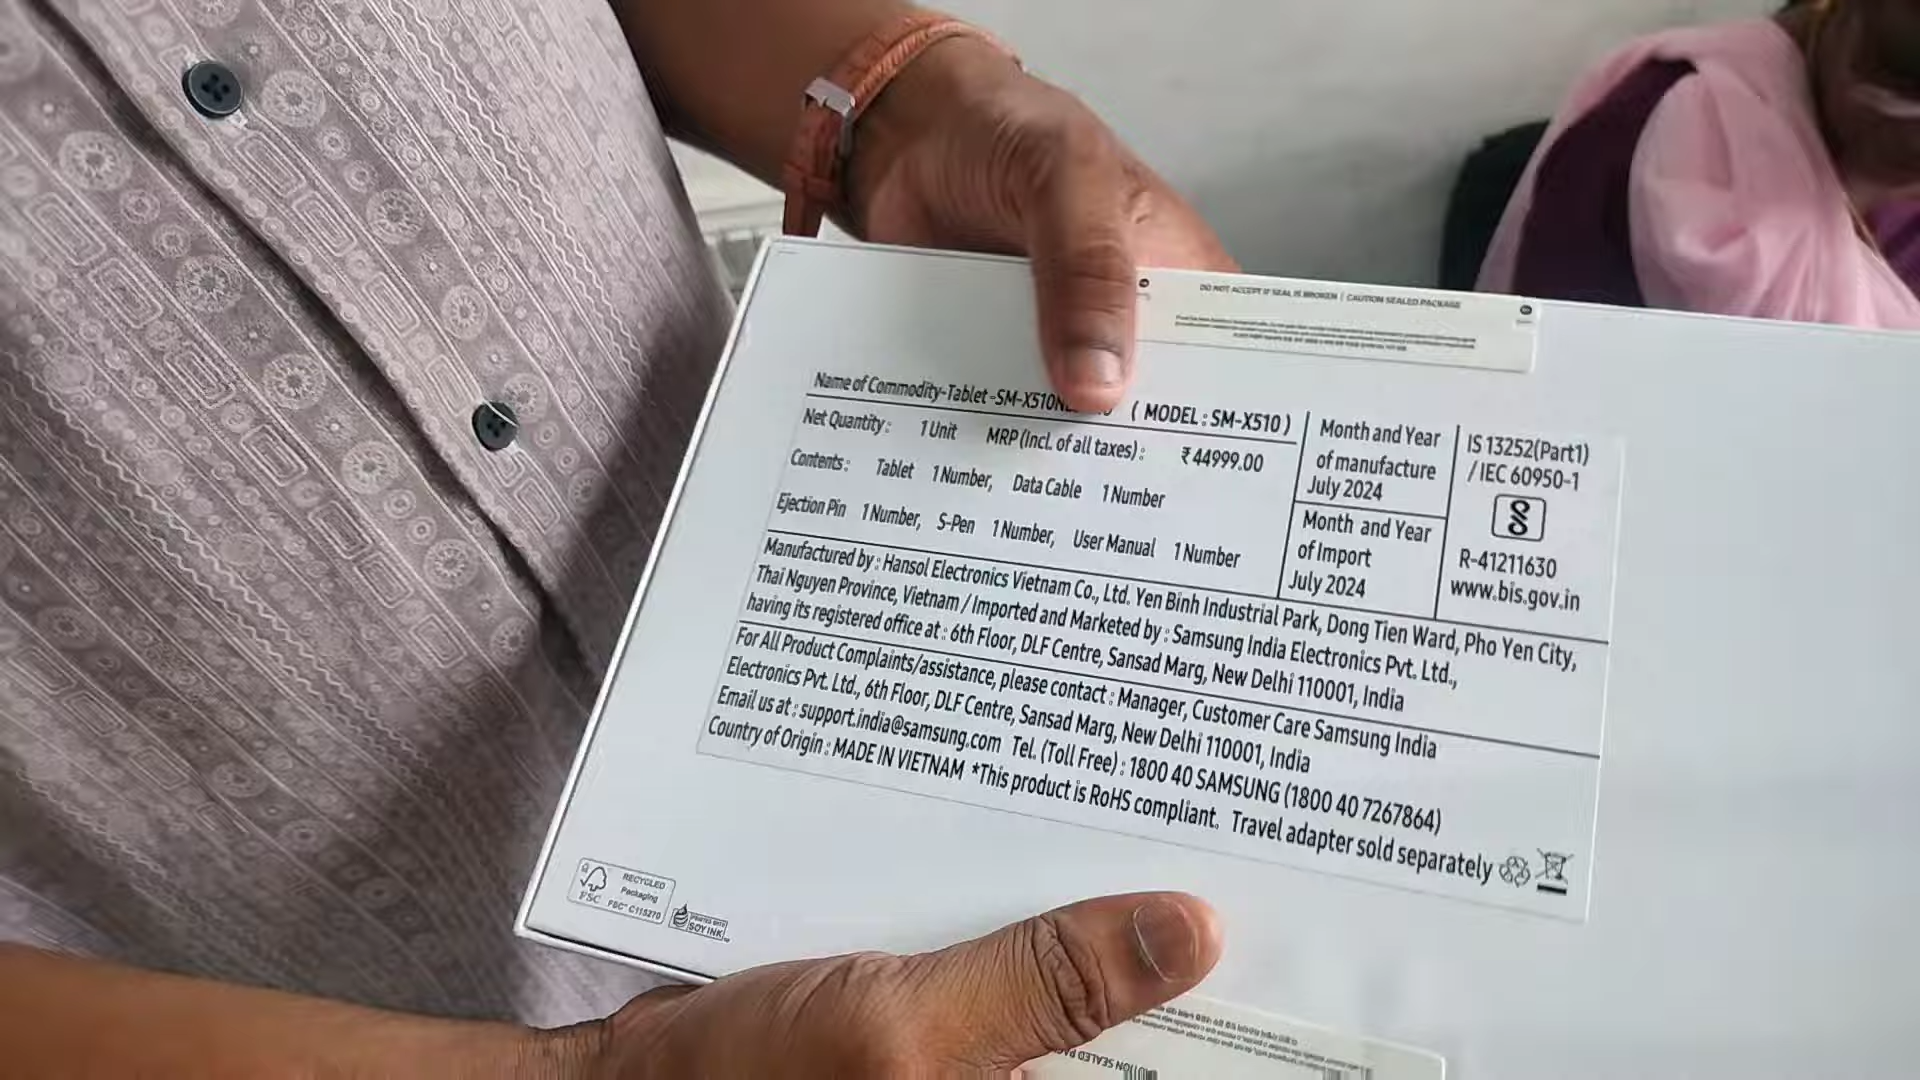 DO NOT ACCEPT IF SEAL IS BROKEN | CAUTION SEALED PACKAGE
Name of Commodity-Tablet -SM-X510 ( MODEL : SM-X510 )
Net Quantity : 1 Unit MRP (incl. of all taxes) : ₹ 44999.00
Contents : Tablet 1 Number, Data Cable 1 Number
Ejection Pin 1 Number, S-Pen 1 Number, User Manual 1 Number
Month and Year
of manufacture
July 2024
Month and Year
of Import
July 2024
IS 13252(Part1)
/ IEC 60950-1
R-41211630
www.bis.gov.in
Manufactured by : Hansol Electronics Vietnam Co., Ltd. Yen Binh Industrial Park, Dong Tien Ward, Pho Yen City,
Thai Nguyen Province, Vietnam / Imported and Marketed by : Samsung India Electronics Pvt. Ltd.,
having its registered office at : 6th Floor, DLF Centre, Sansad Marg, New Delhi 110001, India
For All Product Complaints/assistance, please contact : Manager, Customer Care Samsung India
Electronics Pvt. Ltd., 6th Floor, DLF Centre, Sansad Marg, New Delhi 110001, India
Email us at : support.india@samsung.com Tel. (Toll Free) : 1800 40 SAMSUNG (1800 40 7267864)
Country of Origin : MADE IN VIETNAM *This product is RoHS compliant. Travel adapter sold separately
FSC
RECYCLED
Packaging
FSC® C115270
PRINTED WITH
SOY INK
SEALED